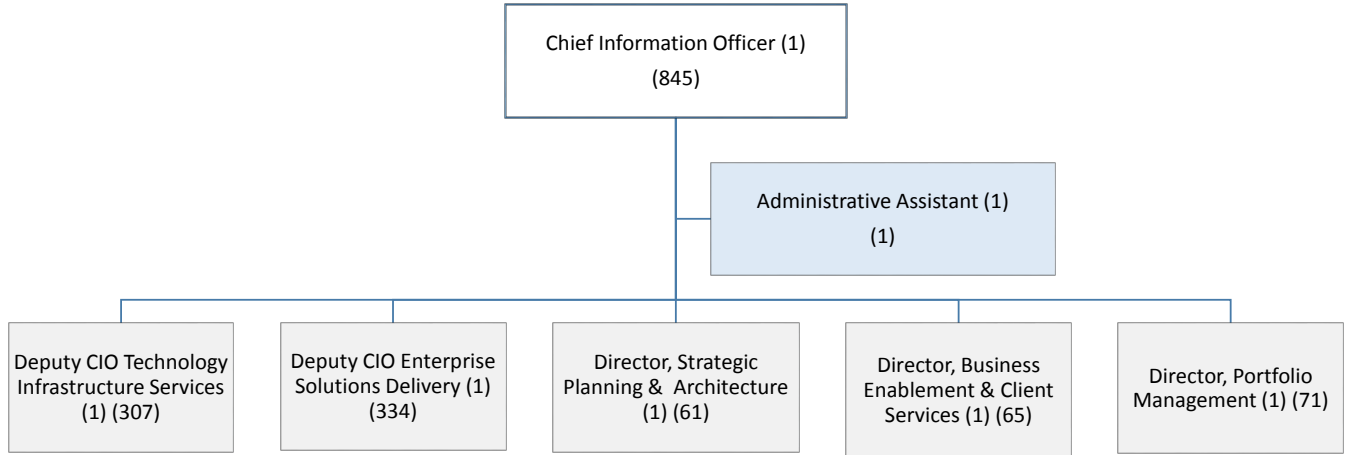 Chief Information Officer (1)
(845)
Administrative Assistant (1)
(1)
Deputy CIO Technology
Infrastructure Services
(1) (307)
Deputy CIO Enterprise
Solutions Delivery (1)
(334)
Director, Strategic
Planning & Architecture
(1) (61)
Director, Business
Enablement & Client
Services (1) (65)
Director, Portfolio
Management (1) (71)